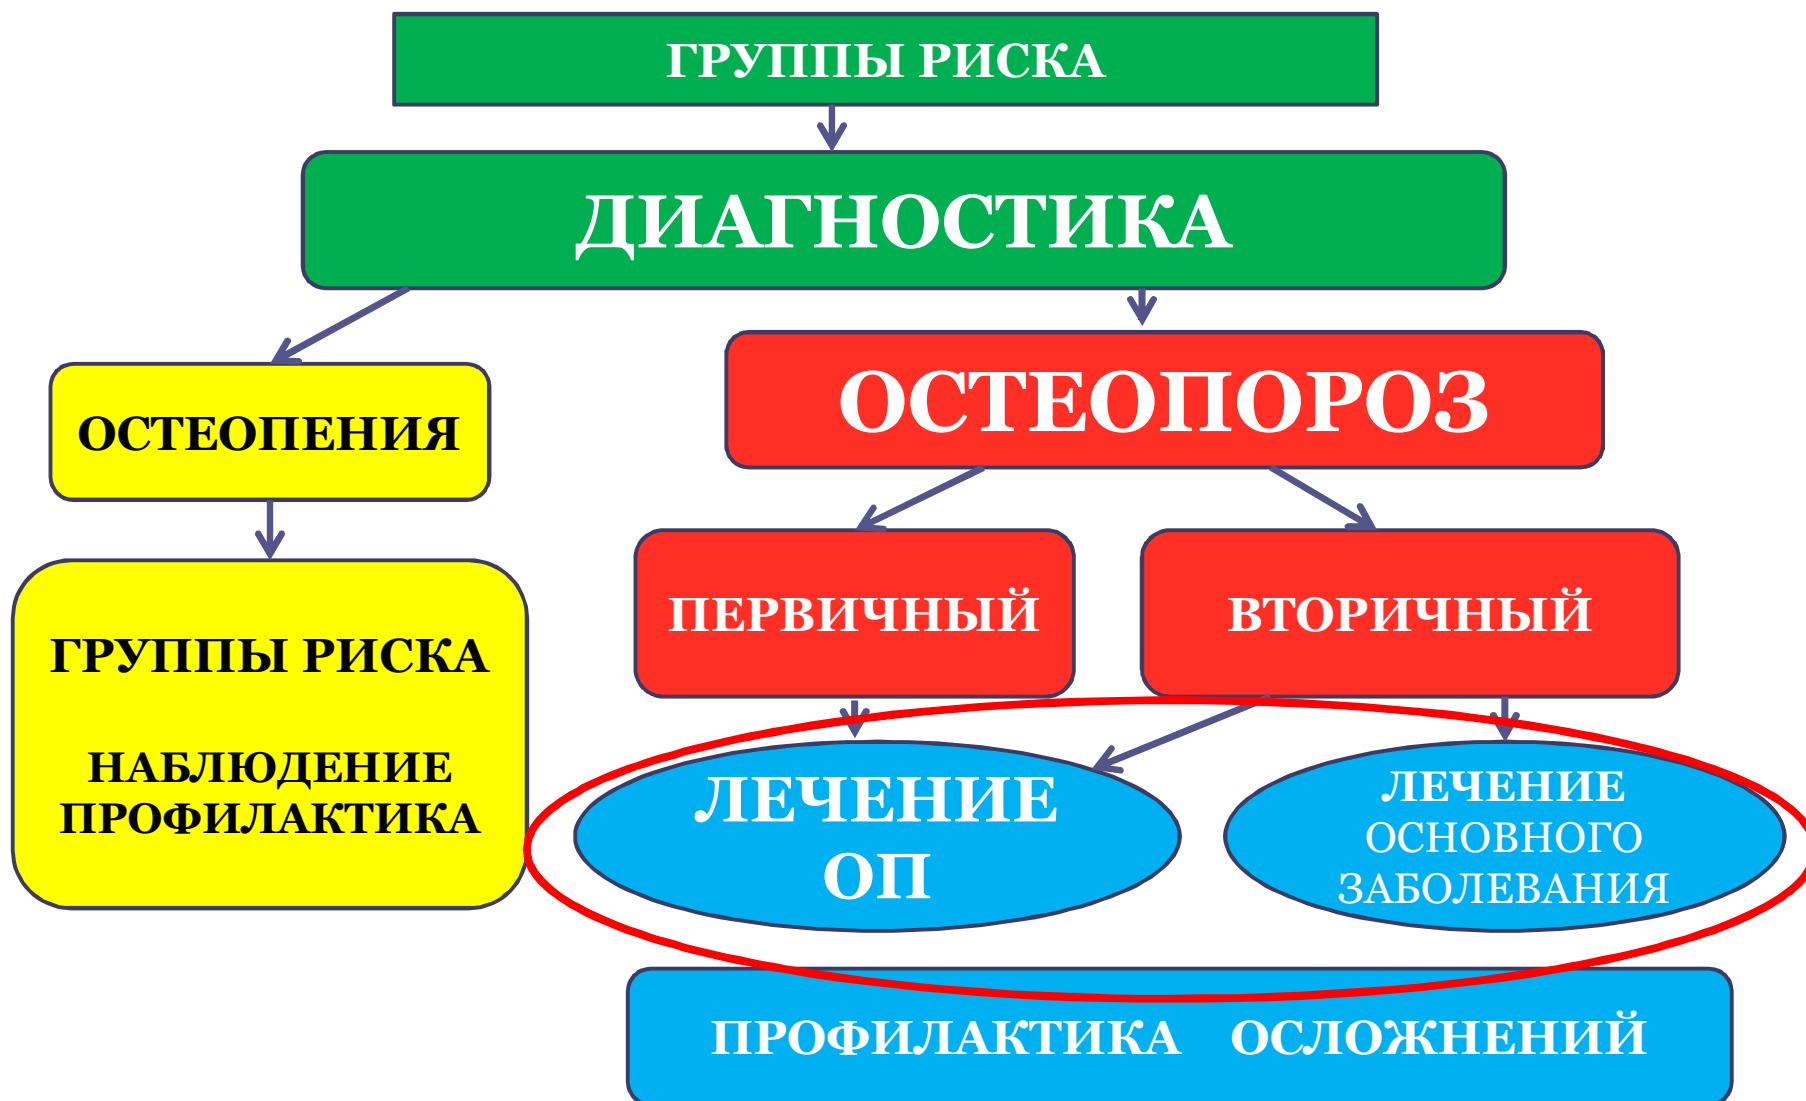 ГРУППЫ РИСКА
ДИАГНОСТИКА
ОСТЕОПЕНИЯ
ОСТЕОПОРОЗ
ГРУППЫ РИСКА
НАБЛЮДЕНИЕ
ПРОФИЛАКТИКА
ПЕРВИЧНЫЙ
ВТОРИЧНЫЙ
ЛЕЧЕНИЕ
ОП
ЛЕЧЕНИЕ
ОСНОВНОГО
ЗАБОЛЕВАНИЯ
ПРОФИЛАКТИКА ОСЛОЖНЕНИЙ